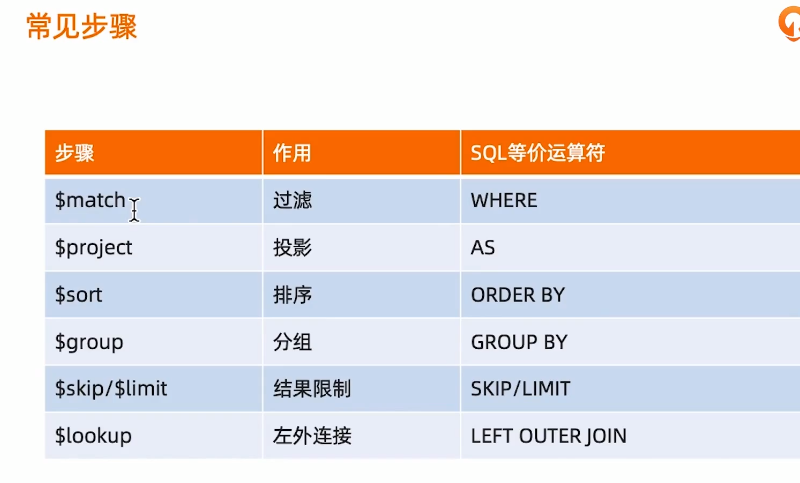 常见步骤
步骤 作用 SQL等价运算符
$match 过滤 WHERE
$project 投影 AS
$sort 排序 ORDER BY
$group 分组 GROUP BY
$skip/$limit 结果限制 SKIP/LIMIT
$lookup 左外连接 LEFT OUTER JOIN